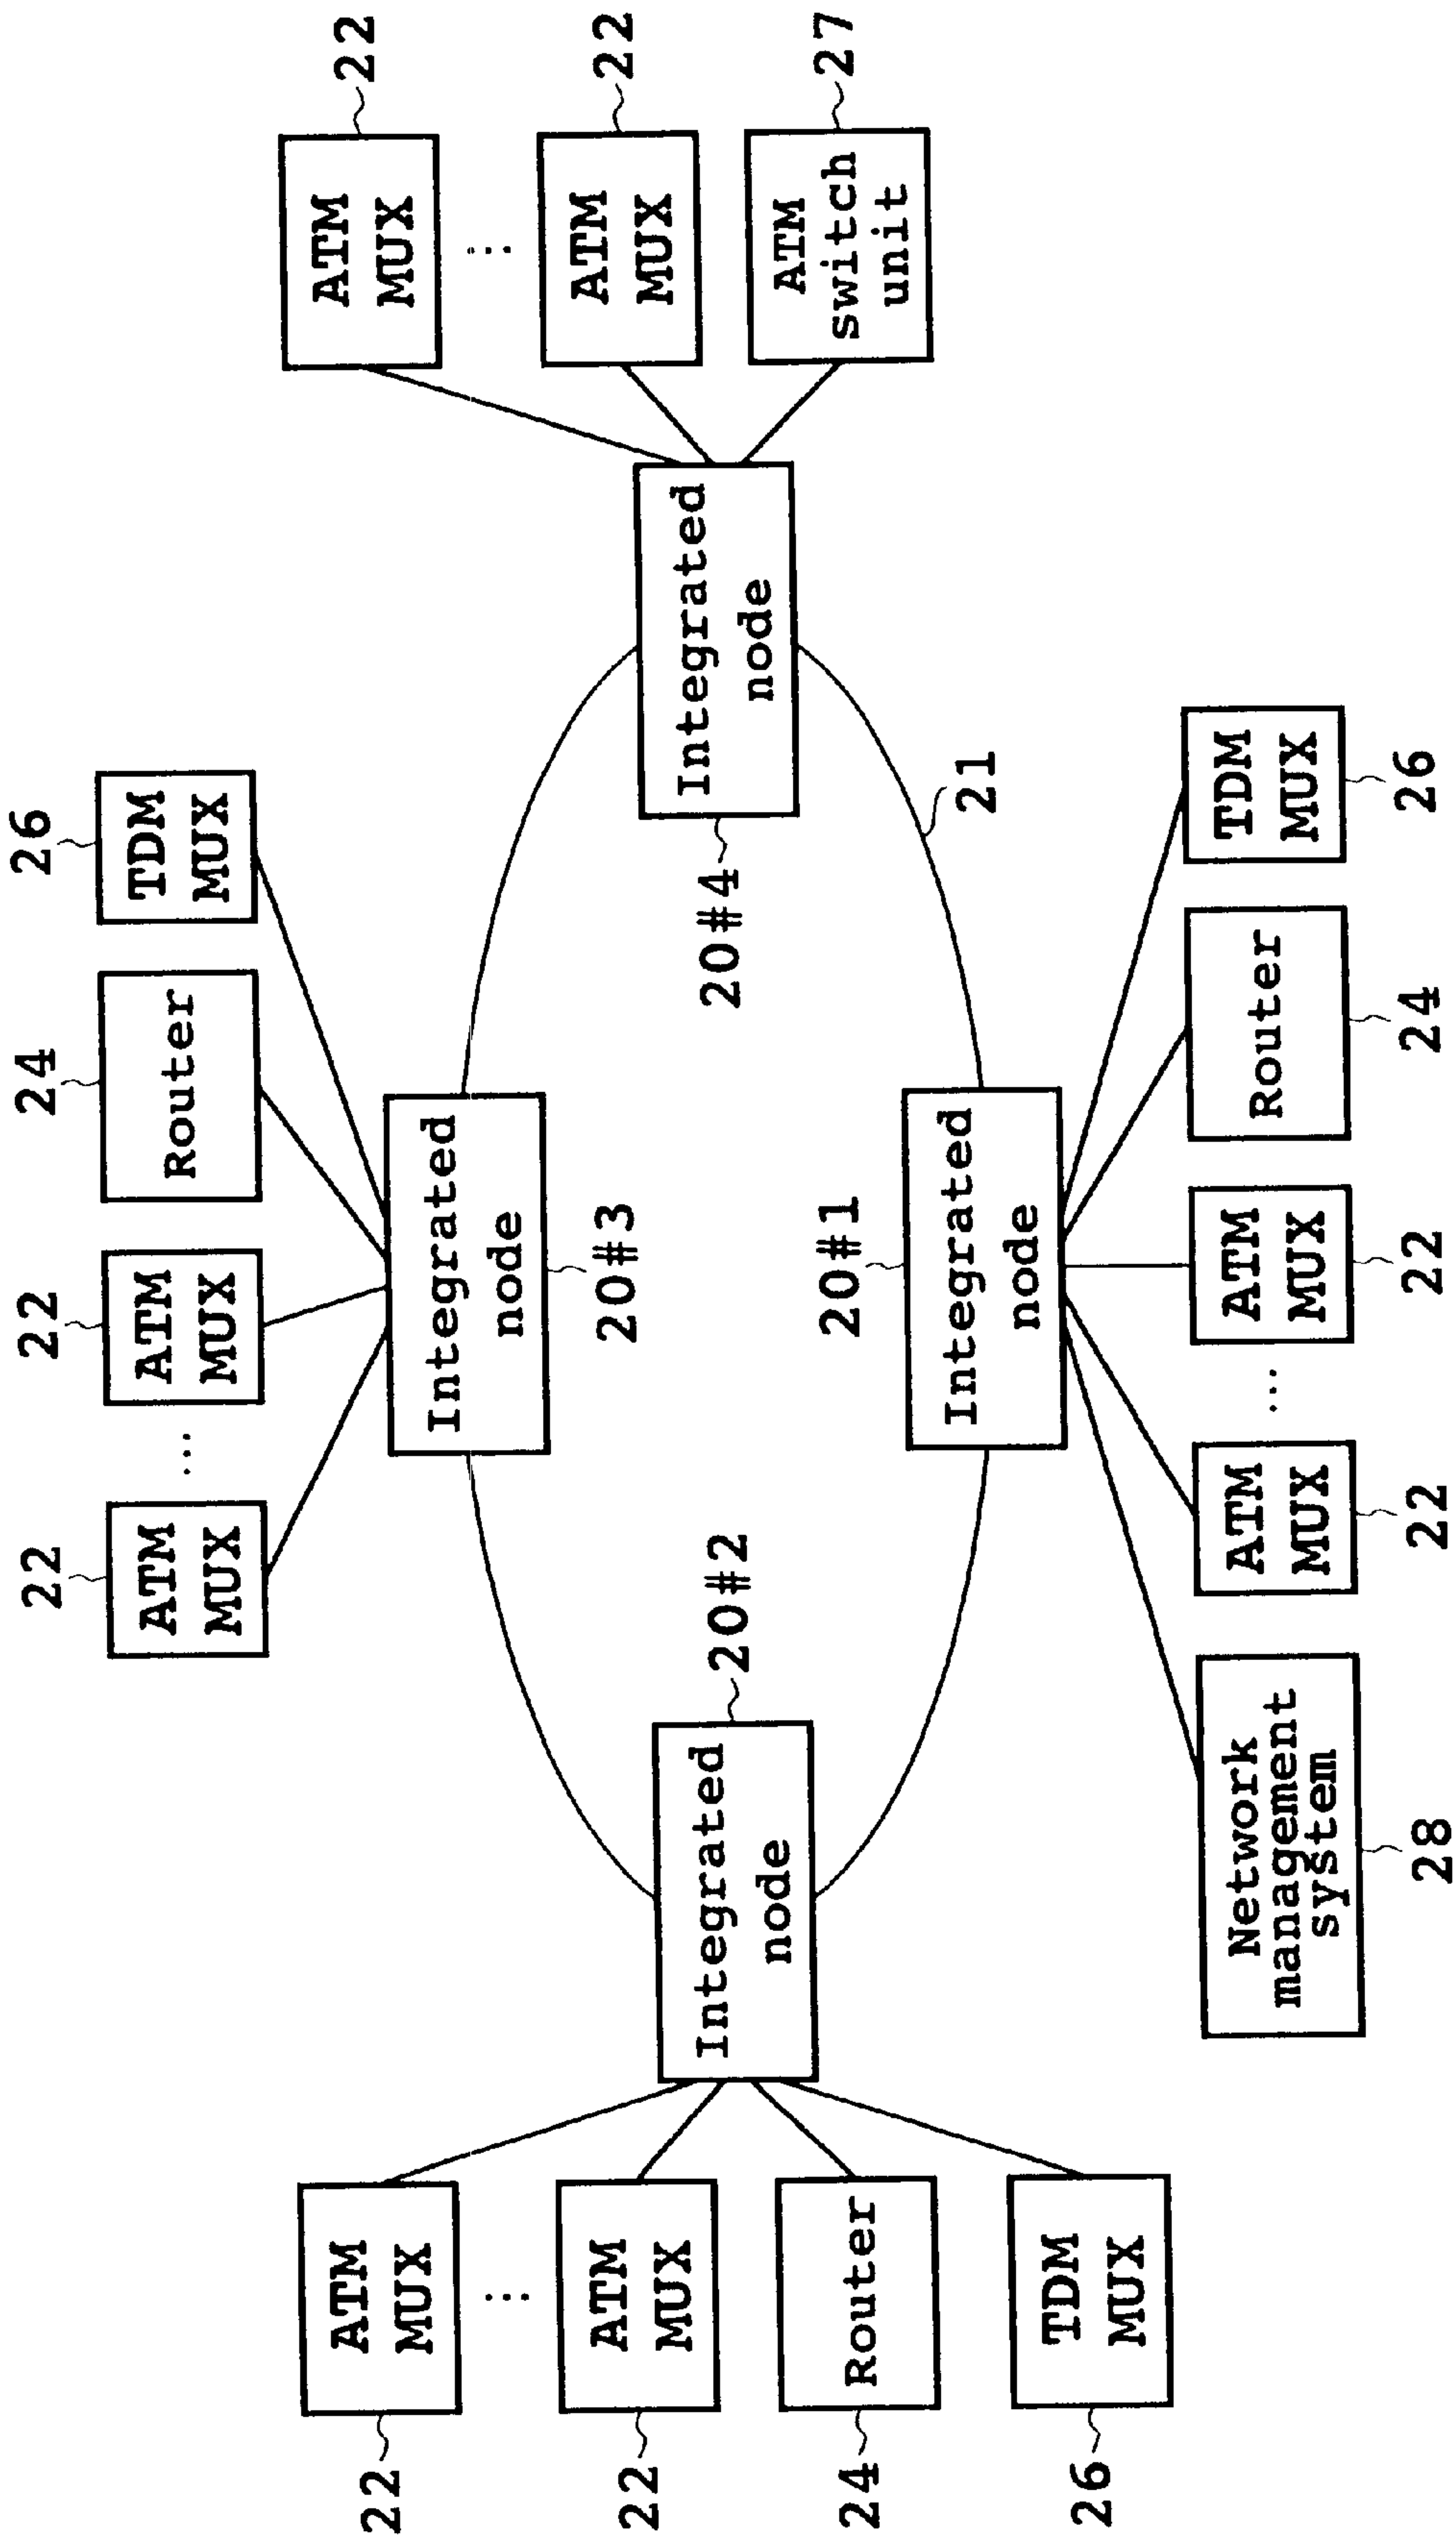 22
22
24
26
ATM
MUX
...
ATM
MUX
Router
TDM
MUX
22
ATM
MUX
...
22
ATM
MUX
24
Router
26
TDM
MUX
Integrated
node
20#3
Integrated
node
20#2
20#4
Integrated
node
22
ATM
MUX
...
22
ATM
MUX
27
ATM
switch
unit
20#1
Integrated
node
21
Network
management
system
ATM
MUX
...
ATM
MUX
Router
TDM
MUX
28
22
22
24
26